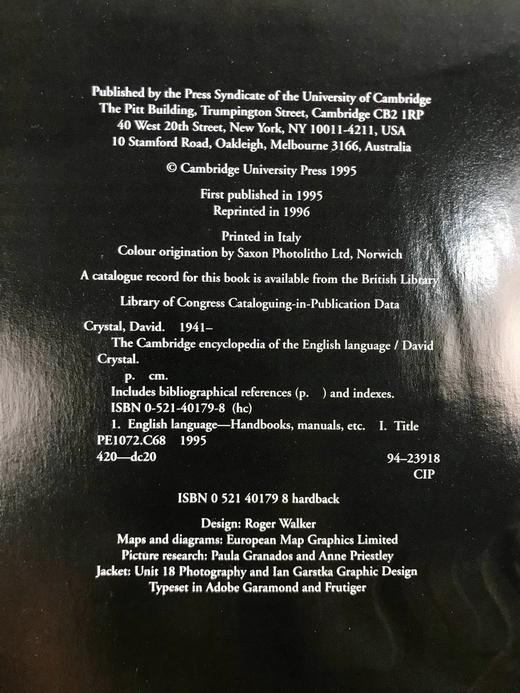 Published by the Press Syndicate of the University of Cambridge
The Pitt Building, Trumpington Street, Cambridge CB2 1RP
40 West 20th Street, New York, NY 10011-4211, USA
10 Stamford Road, Oakleigh, Melbourne 3166, Australia
© Cambridge University Press 1995
First published in 1995
Reprinted in 1996
Printed in Italy
Colour origination by Saxon Photolitho Ltd, Norwich
A catalogue record for this book is available from the British Library
Library of Congress Cataloguing-in-Publication Data
Crystal, David. 1941–
The Cambridge encyclopedia of the English language / David
Crystal.
p. cm.
Includes bibliographical references (p. ) and indexes.
ISBN 0-521-40179-8 (hc)
1. English language—Handbooks, manuals, etc. I. Title
PE1072.C68 1995
420—dc20 94–23918
CIP
ISBN 0 521 40179 8 hardback
Design: Roger Walker
Maps and diagrams: European Map Graphics Limited
Picture research: Paula Granados and Anne Priestley
Jacket: Unit 18 Photography and Ian Garstka Graphic Design
Typeset in Adobe Garamond and Frutiger